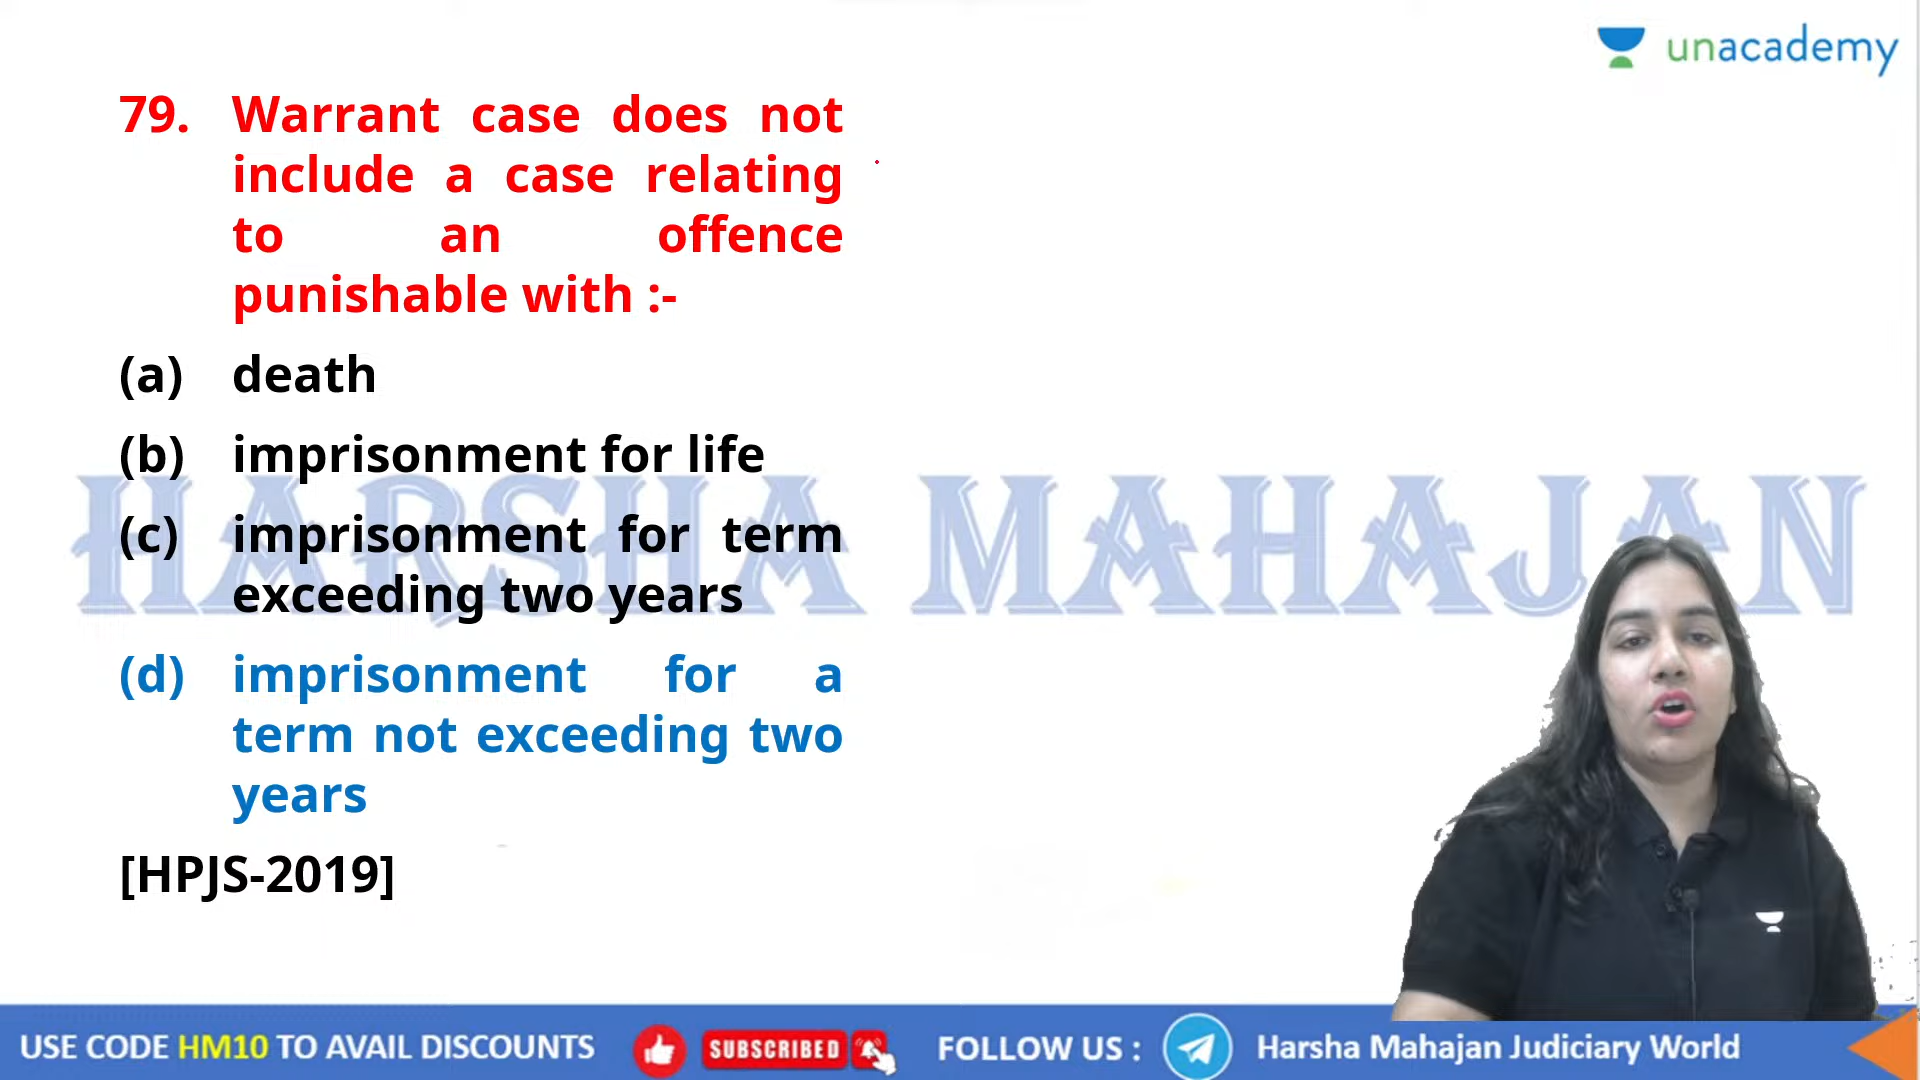 unacademy
79. Warrant case does not
include a case relating
to an offence
punishable with :-
(a) death
(b) imprisonment for life
(c) imprisonment for term
exceeding two years
(d) imprisonment for a
term not exceeding two
years
[HPJS-2019]
HARSHA MAHAJAN
USE CODE HM10 TO AVAIL DISCOUNTS
SUBSCRIBED
FOLLOW US :
Harsha Mahajan Judiciary World